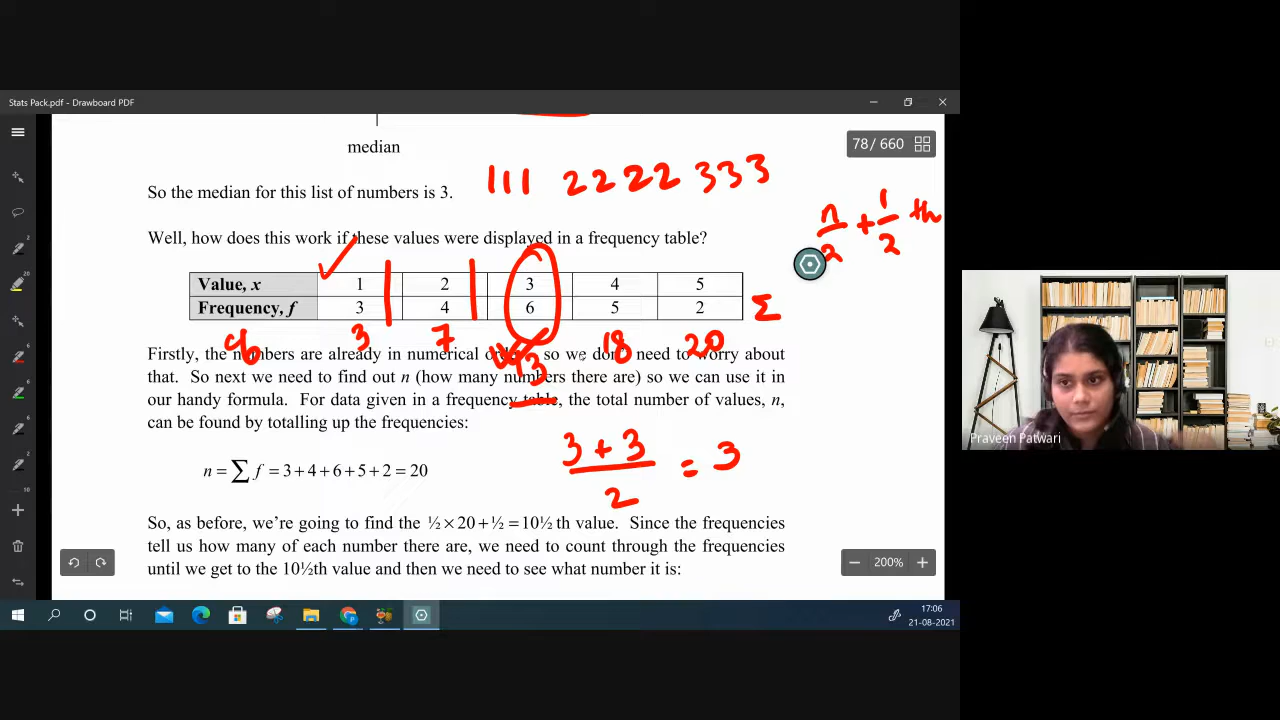 Stats Pack.pdf - Drawboard PDF
78 / 660
median
111 2222 333
So the median for this list of numbers is 3.
n/2 + 1/2 th
Well, how does this work if these values were displayed in a frequency table?
Value, x 1 2 3 4 5
Frequency, f 3 4 6 5 2 Σ
3 7 13 18 20
Firstly, the numbers are already in numerical order so we don't need to worry about
that. So next we need to find out n (how many numbers there are) so we can use it in
our handy formula. For data given in a frequency table, the total number of values, n,
can be found by totalling up the frequencies:
3 + 3 / 2 = 3
n = ∑ f = 3 + 4 + 6 + 5 + 2 = 20
So, as before, we're going to find the ½ × 20 + ½ = 10½ th value. Since the frequencies
tell us how many of each number there are, we need to count through the frequencies
until we get to the 10½th value and then we need to see what number it is:
200%
Praveen Patwari
17:06
21-08-2021